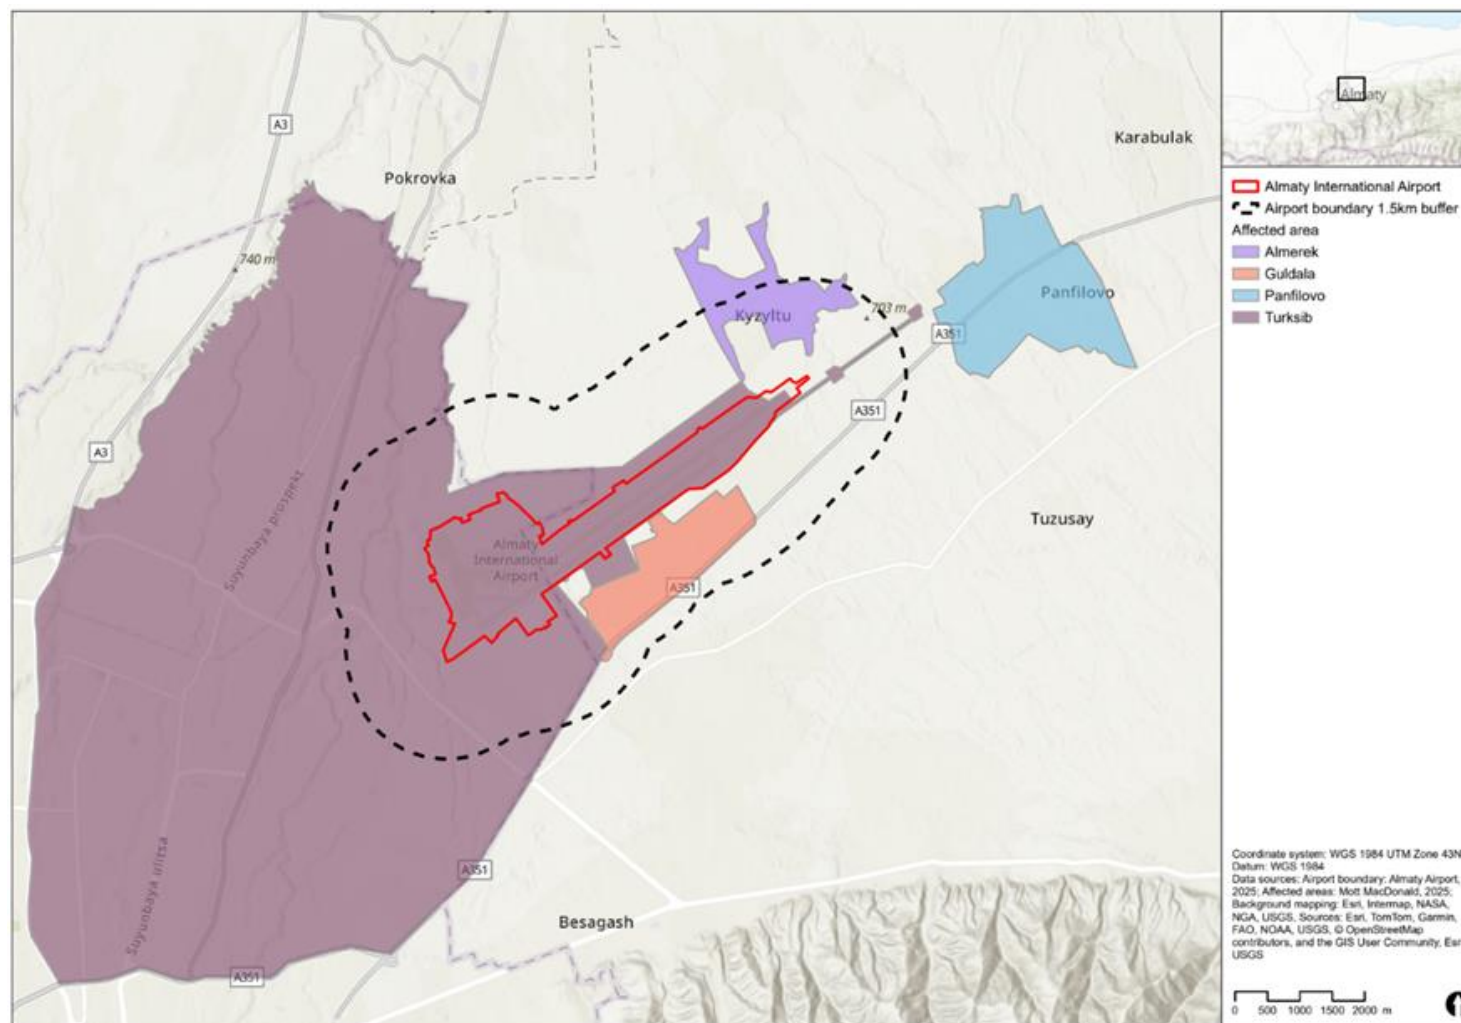 A3
Pokrovka
Karabulak
740 m
Kyzyltu
703 m
Panfilovo
A351
A351
A3
Suyunbaya prospekt
Almaty
International
Airport
Tuzusay
A351
Suyunbaya ulitsa
A351
Besagash
A351
Almaty
Almaty International Airport
Airport boundary 1.5km buffer
Affected area
Almerek
Guldala
Panfilovo
Turksib
Coordinate system: WGS 1984 UTM Zone 43N
Datum: WGS 1984
Data sources: Airport boundary: Almaty Airport,
2025; Affected areas: Mott MacDonald, 2025;
Background mapping: Esri, Intermap, NASA,
NGA, USGS, Sources: Esri, TomTom, Garmin,
FAO, NOAA, USGS, © OpenStreetMap
contributors, and the GIS User Community, Esri
USGS
0 500 1000 1500 2000 m